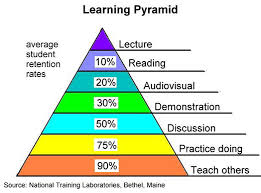 Learning Pyramid
average
student
retention
rates
Lecture
10% Reading
20% Audiovisual
30% Demonstration
50% Discussion
75% Practice doing
90% Teach others
Source: National Training Laboratories, Bethel, Maine